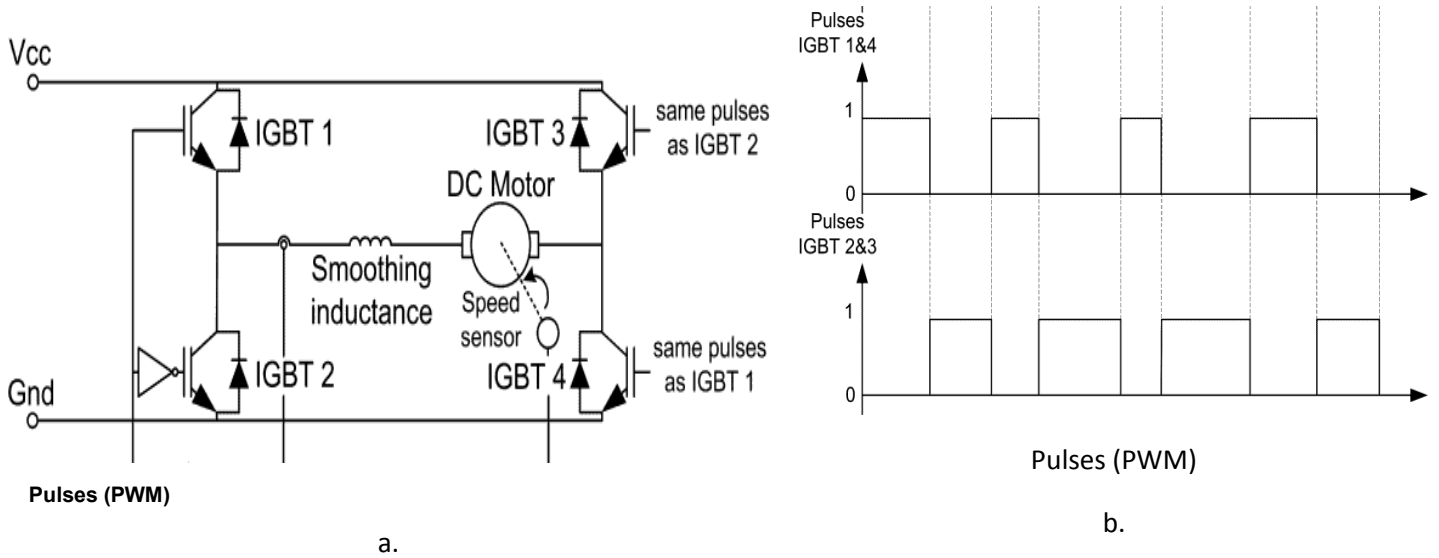 Vcc
IGBT 1
IGBT 3
same pulses
as IGBT 2
DC Motor
Smoothing
inductance
Speed
sensor
IGBT 2
IGBT 4
same pulses
as IGBT 1
Gnd
Pulses (PWM)
a.
Pulses
IGBT 1&4
1
0
Pulses
IGBT 2&3
1
0
Pulses (PWM)
b.